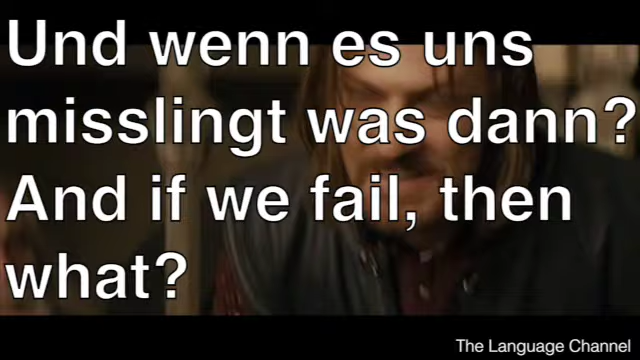 Und wenn es uns
misslingt was dann?
And if we fail, then
what?
The Language Channel